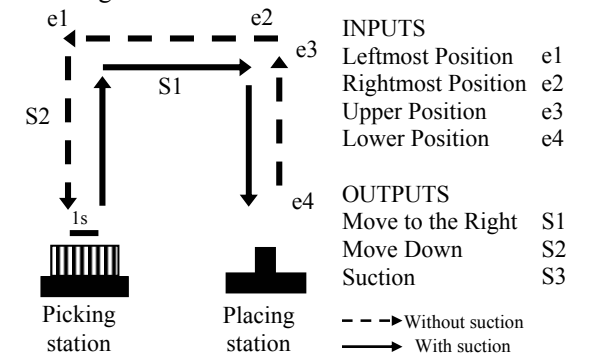 e1
e2
e3
S1
S2
e4
1s
Picking
station
Placing
station
INPUTS
Leftmost Position e1
Rightmost Position e2
Upper Position e3
Lower Position e4
OUTPUTS
Move to the Right S1
Move Down S2
Suction S3
Without suction
With suction